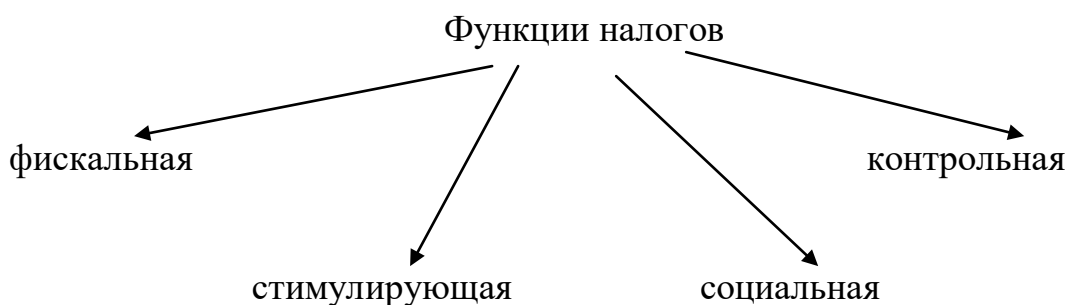 Функции налогов
фискальная
контрольная
стимулирующая
социальная